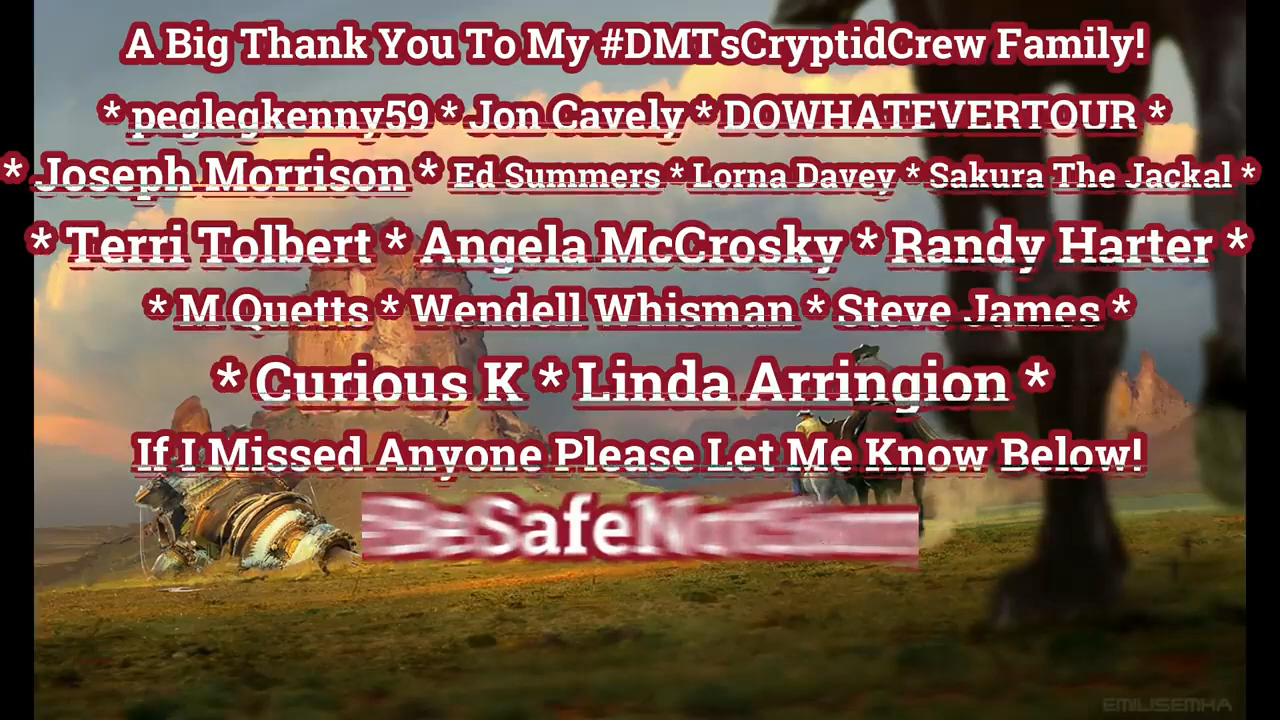 A Big Thank You To My #DMTsCryptidCrew Family!
* peglegkenny59 * Jon Cavely * DOWHATEVERTOUR *
* Joseph Morrison * Ed Summers * Lorna Davey * Sakura The Jackal *
* Terri Tolbert * Angela McCrosky * Randy Harter *
* M Quetts * Wendell Whisman * Steve James *
* Curious K * Linda Arringion *
If I Missed Anyone Please Let Me Know Below!
BeSafeNot
EMILISEMHA